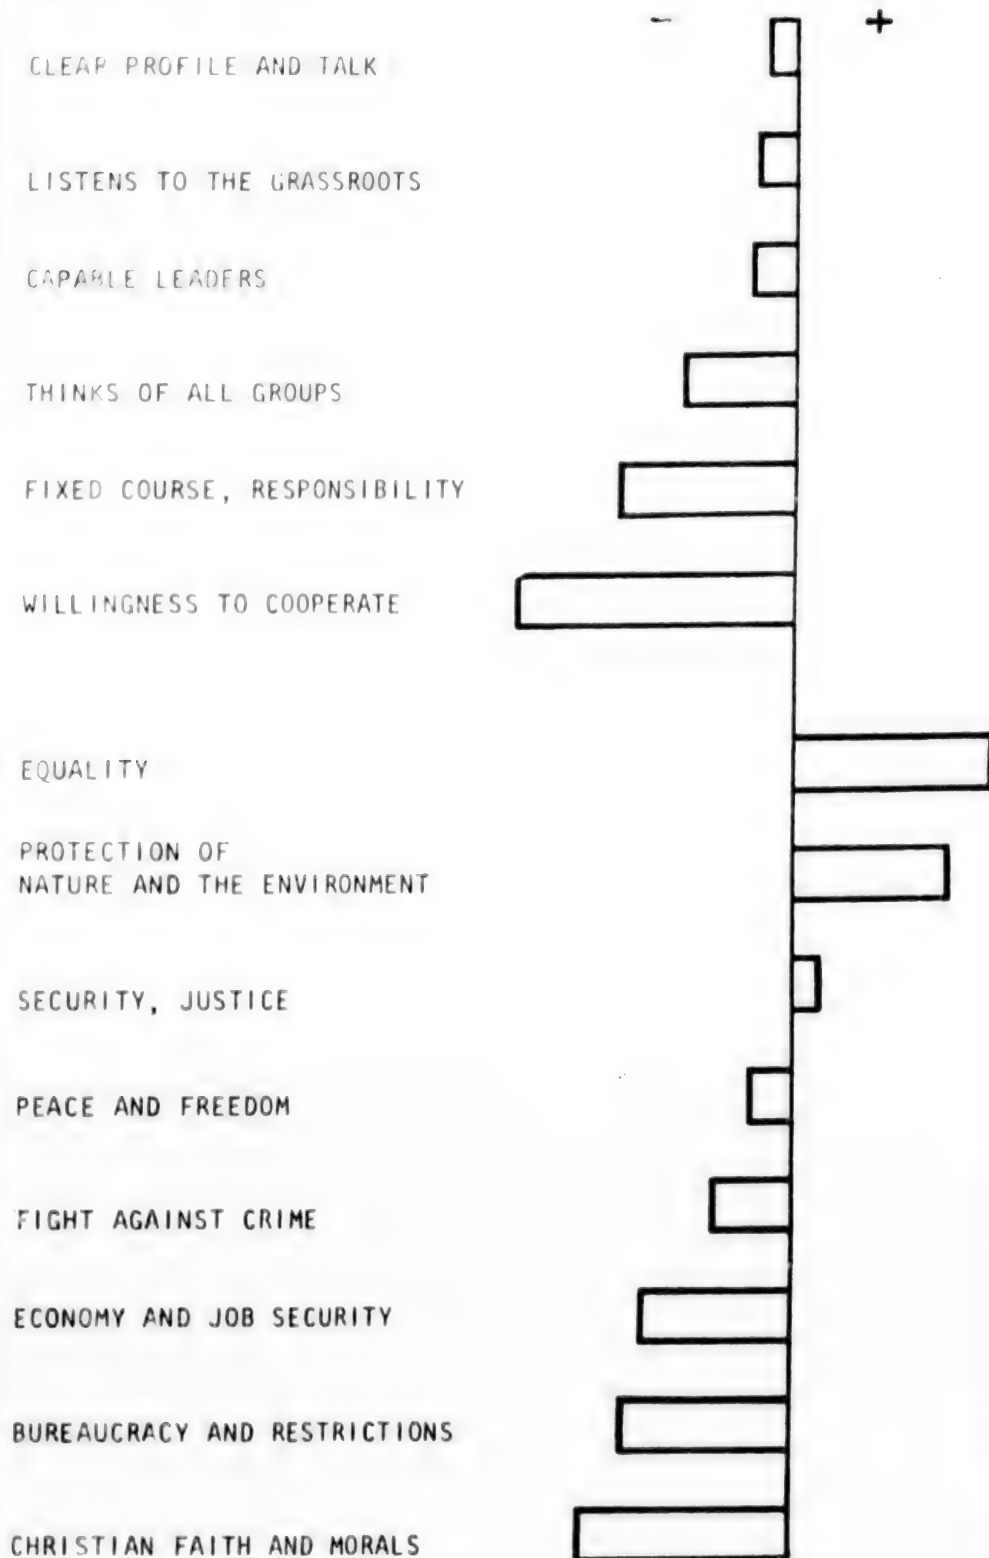 - +
CLEAR PROFILE AND TALK
LISTENS TO THE GRASSROOTS
CAPABLE LEADERS
THINKS OF ALL GROUPS
FIXED COURSE, RESPONSIBILITY
WILLINGNESS TO COOPERATE
EQUALITY
PROTECTION OF
NATURE AND THE ENVIRONMENT
SECURITY, JUSTICE
PEACE AND FREEDOM
FIGHT AGAINST CRIME
ECONOMY AND JOB SECURITY
BUREAUCRACY AND RESTRICTIONS
CHRISTIAN FAITH AND MORALS